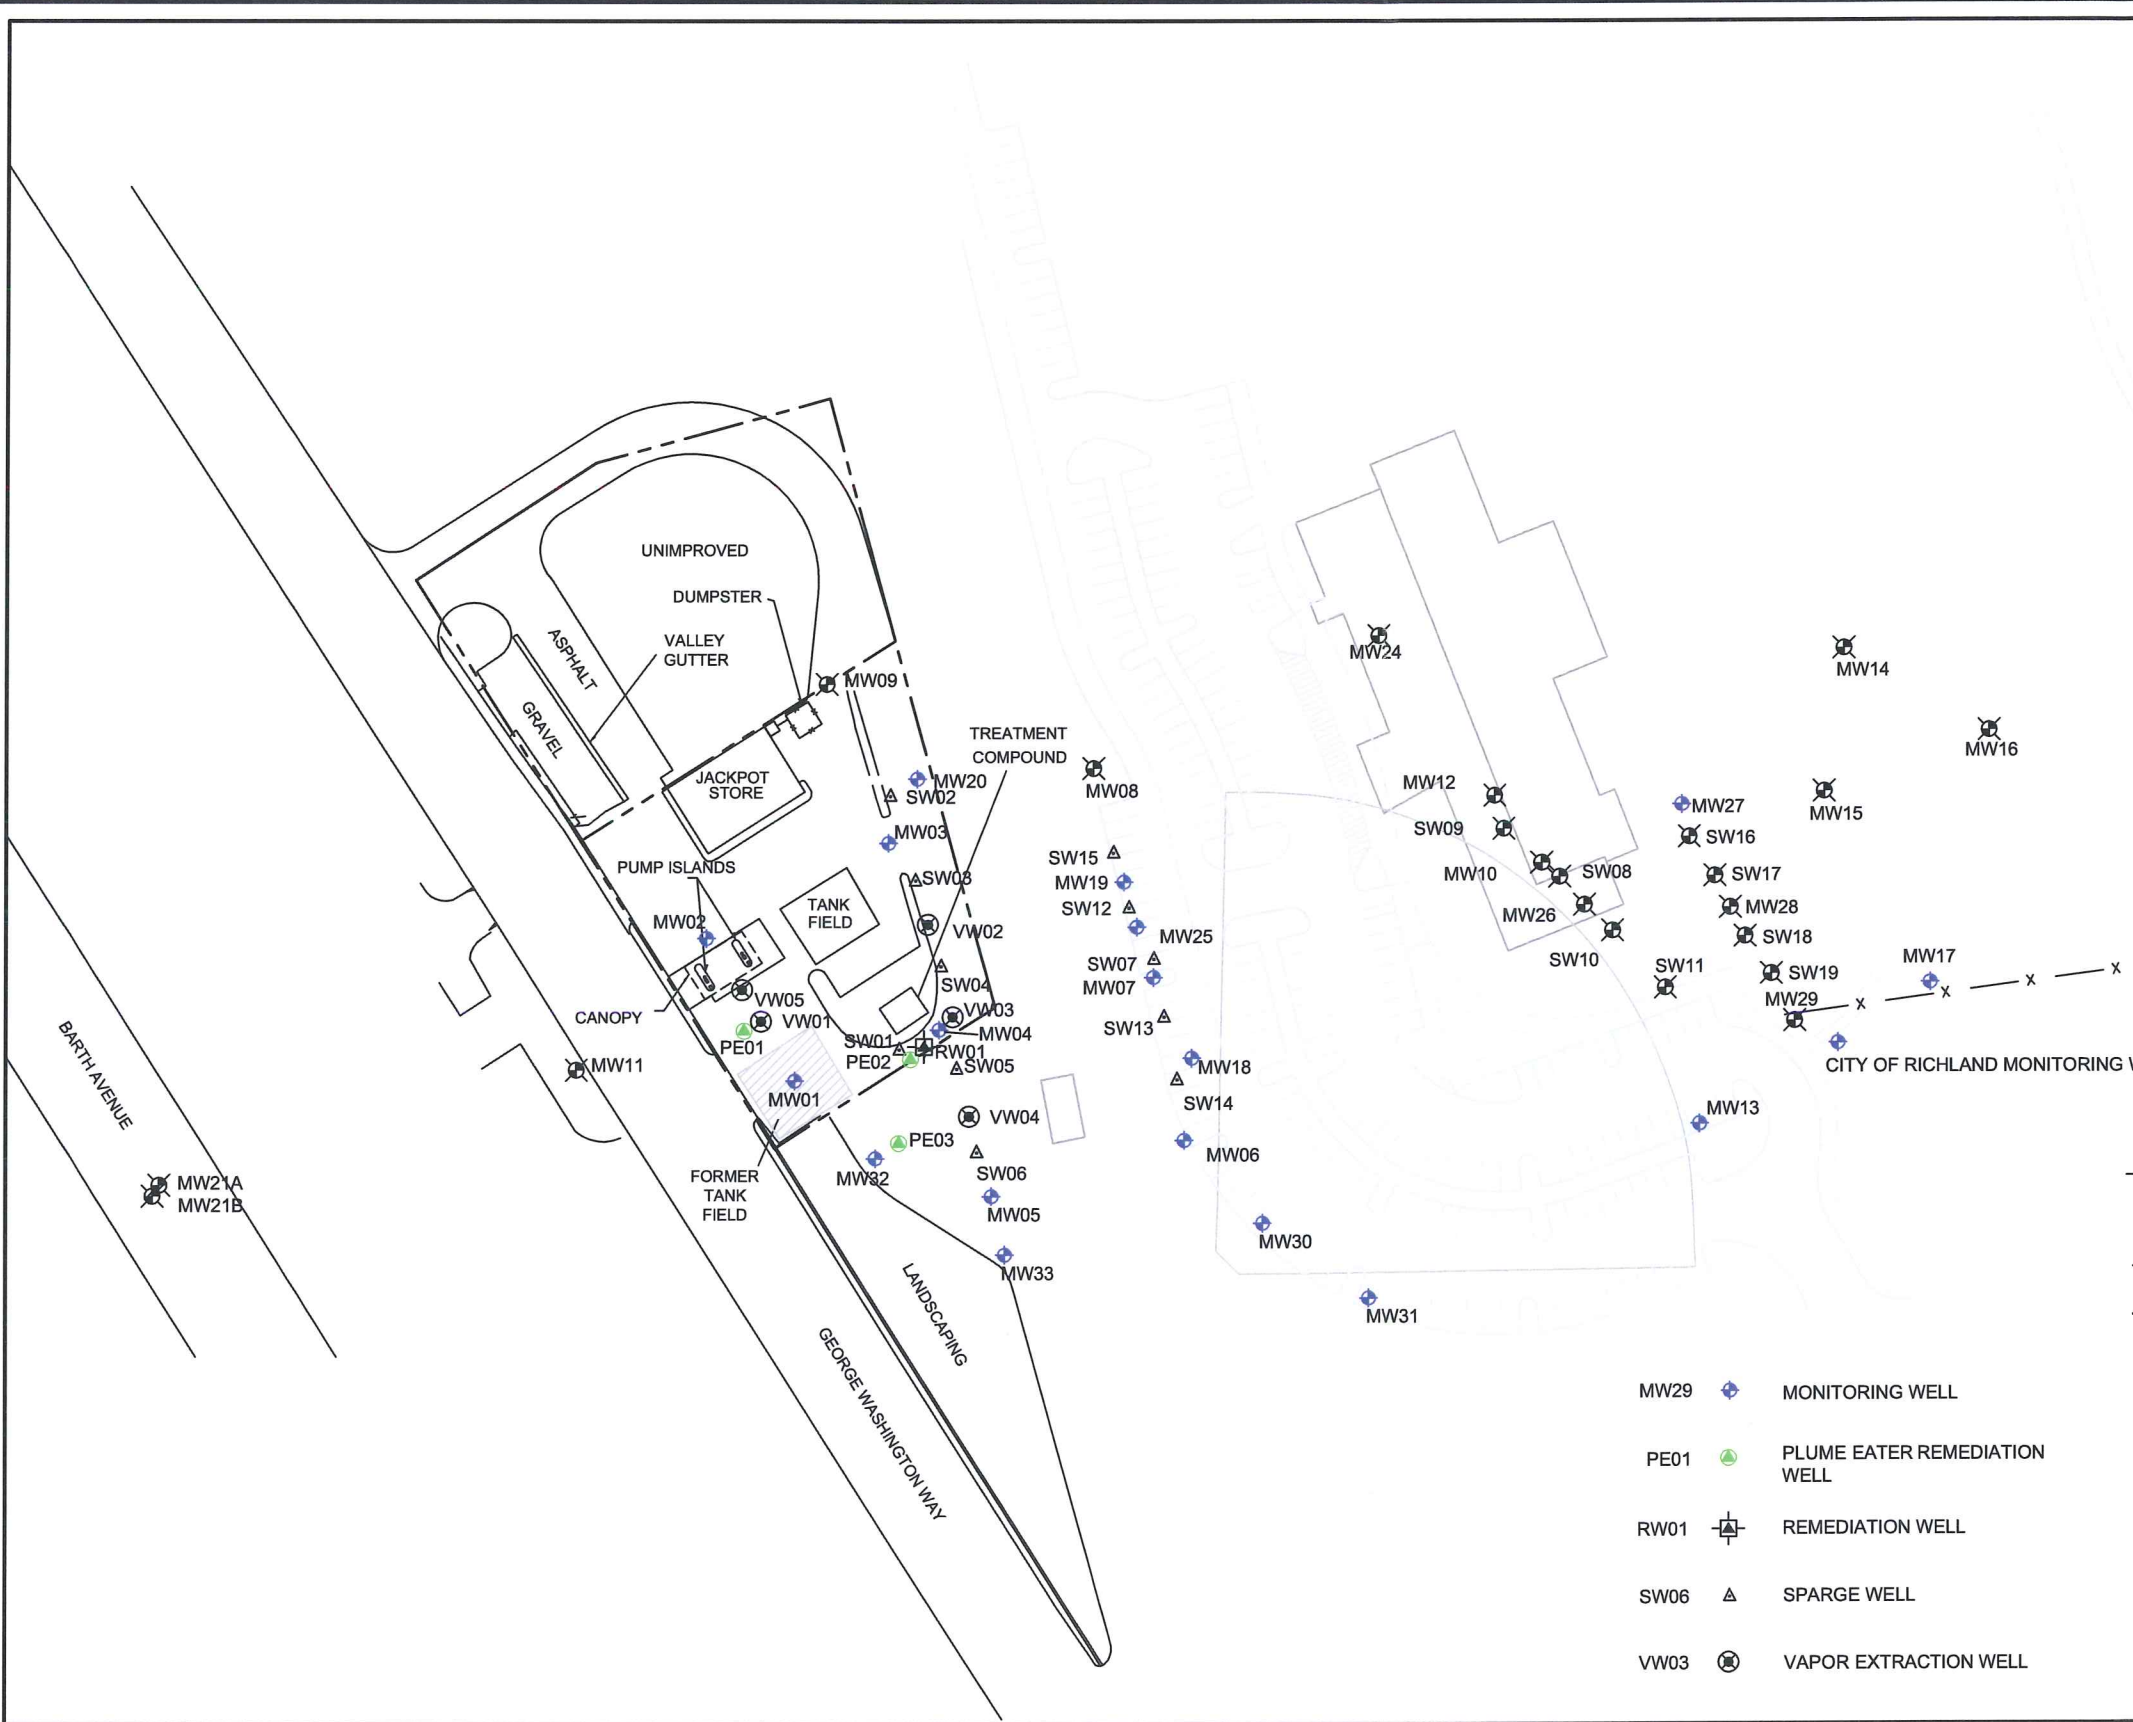 UNIMPROVED
DUMPSTER
VALLEY
GUTTER
ASPHALT
GRAVEL
MW09
MW24
MW14
MW16
TREATMENT
COMPOUND
JACKPOT
STORE
MW20
SW02
MW08
MW12
MW27
MW15
MW03
SW09
SW16
PUMP ISLANDS
SW03
SW15
MW19
MW10
SW08
SW17
TANK
FIELD
MW02
SW12
MW26
MW28
VW02
MW25
SW18
SW07
SW10
SW11
MW17
SW04
MW07
SW19
VW05
MW29
CANOPY
VW01
VW03
SW13
BARTH AVENUE
PE01
SW01
MW04
RW01
PE02
SW05
MW11
MW18
CITY OF RICHLAND MONITORING W
MW01
SW14
MW13
VW04
PE03
MW06
MW32
SW06
FORMER
TANK
FIELD
MW21A
MW21B
MW05
MW30
MW33
LANDSCAPING
MW31
GEORGE WASHINGTON WAY
MW29 MONITORING WELL
PE01 PLUME EATER REMEDIATION
WELL
RW01 REMEDIATION WELL
SW06 SPARGE WELL
VW03 VAPOR EXTRACTION WELL